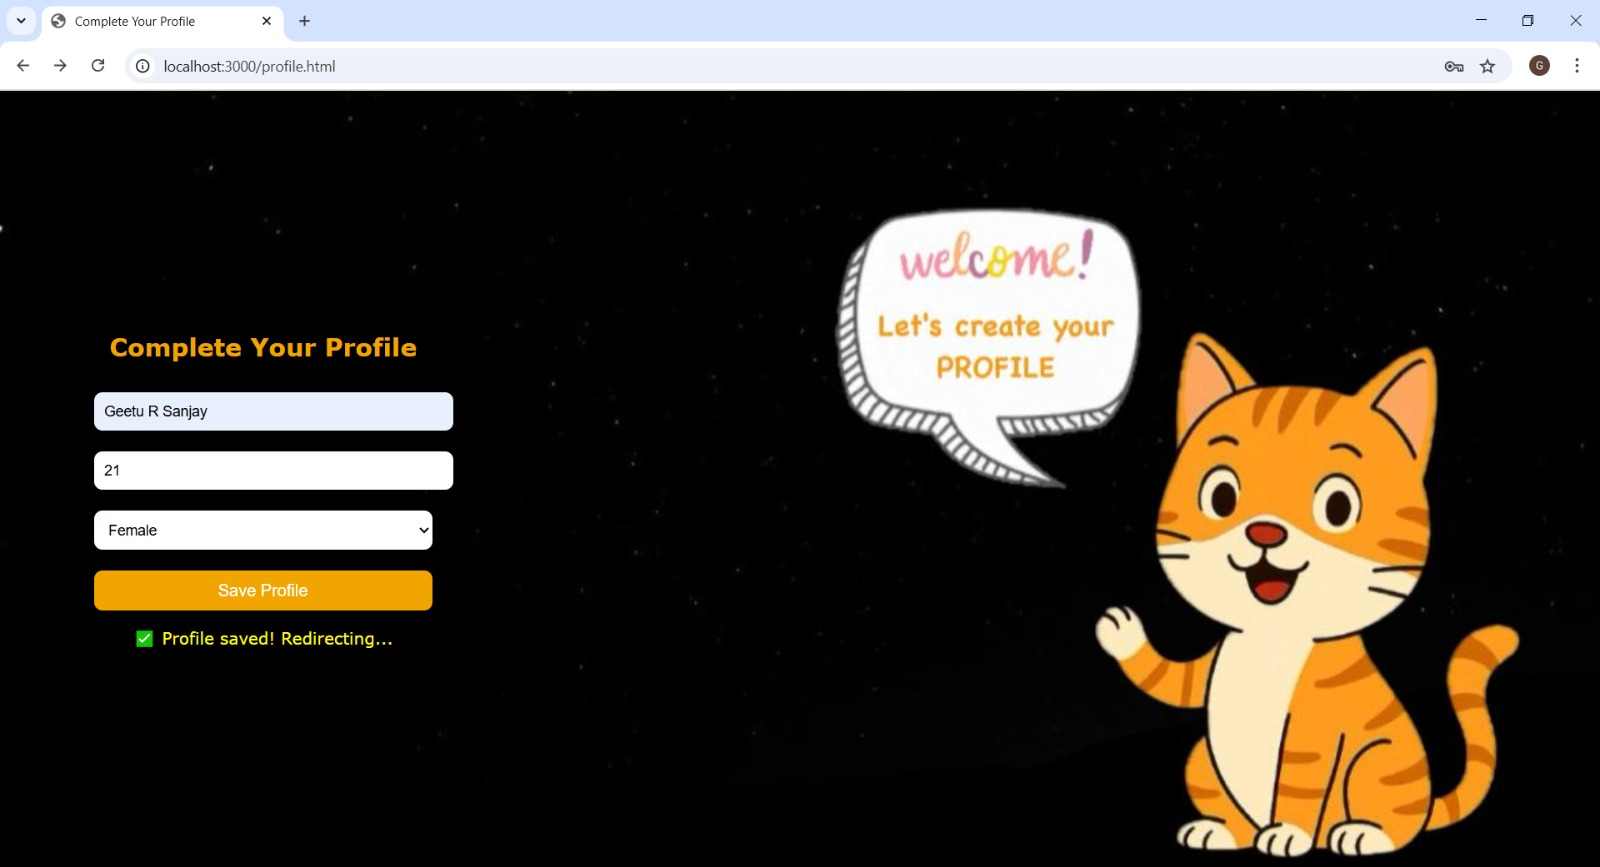 Complete Your Profile
localhost:3000/profile.html
G
welcome!
Let's create your
PROFILE
Complete Your Profile
Geetu R Sanjay
21
Female
Save Profile
✅ Profile saved! Redirecting...